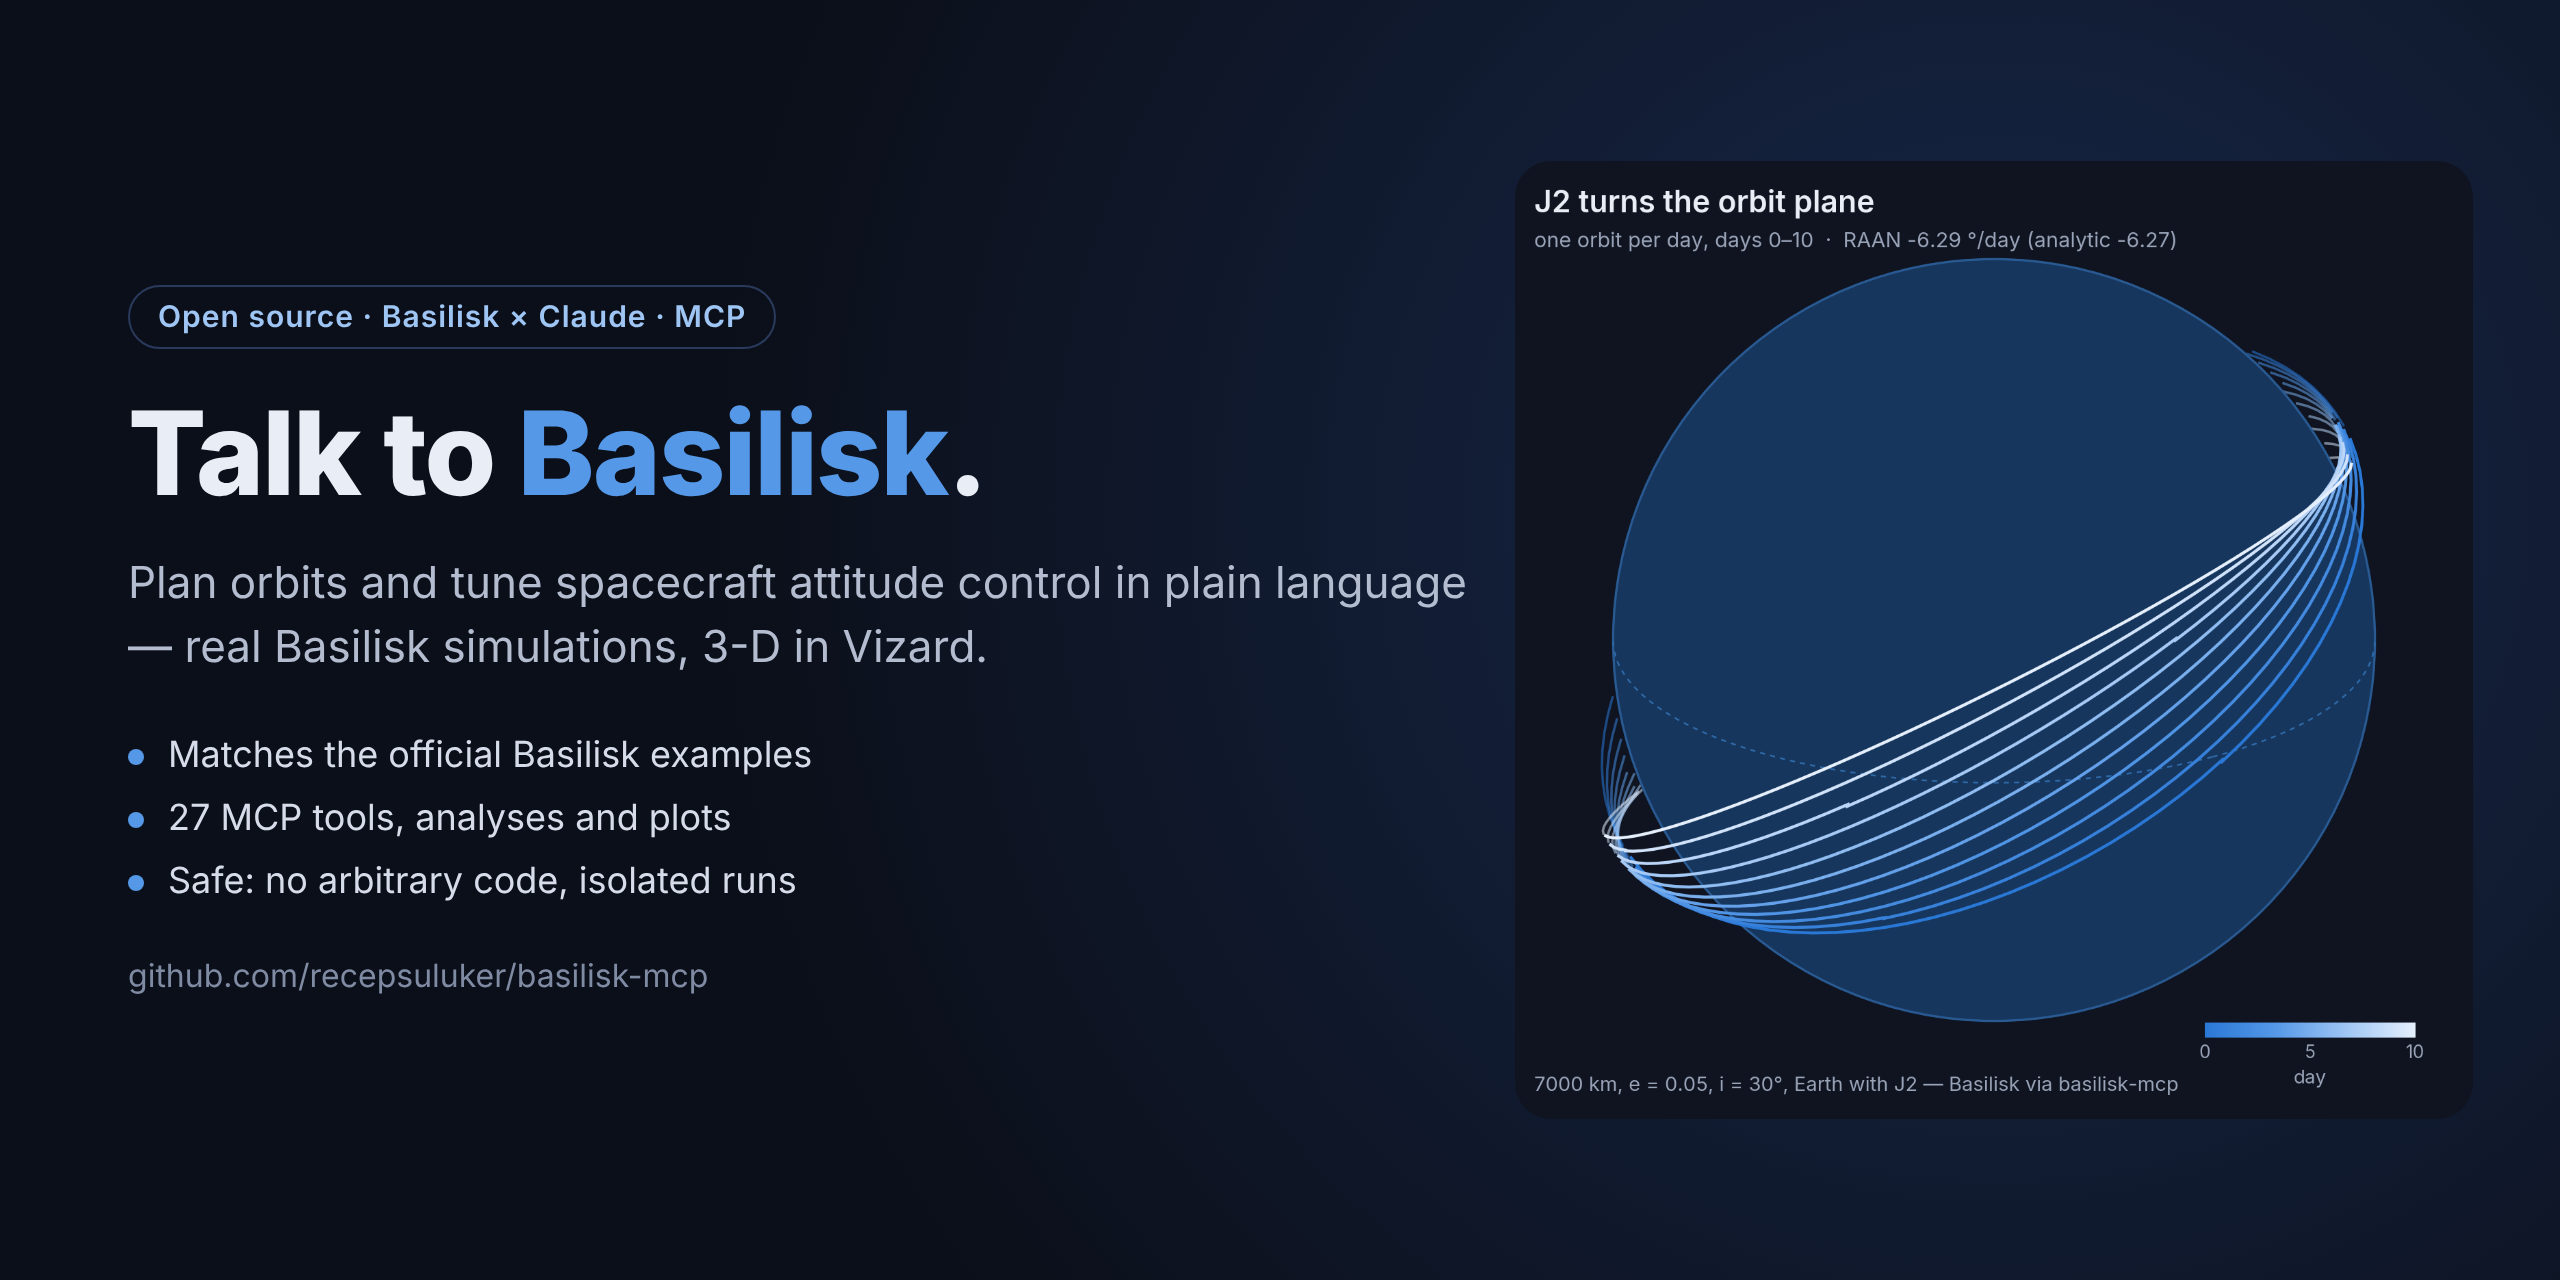 Open source · Basilisk × Claude · MCP
Talk to Basilisk.
Plan orbits and tune spacecraft attitude control in plain language
— real Basilisk simulations, 3-D in Vizard.
Matches the official Basilisk examples
27 MCP tools, analyses and plots
Safe: no arbitrary code, isolated runs
github.com/recepsuluker/basilisk-mcp
J2 turns the orbit plane
one orbit per day, days 0–10 · RAAN -6.29 °/day (analytic -6.27)
0 5 10
day
7000 km, e = 0.05, i = 30°, Earth with J2 — Basilisk via basilisk-mcp